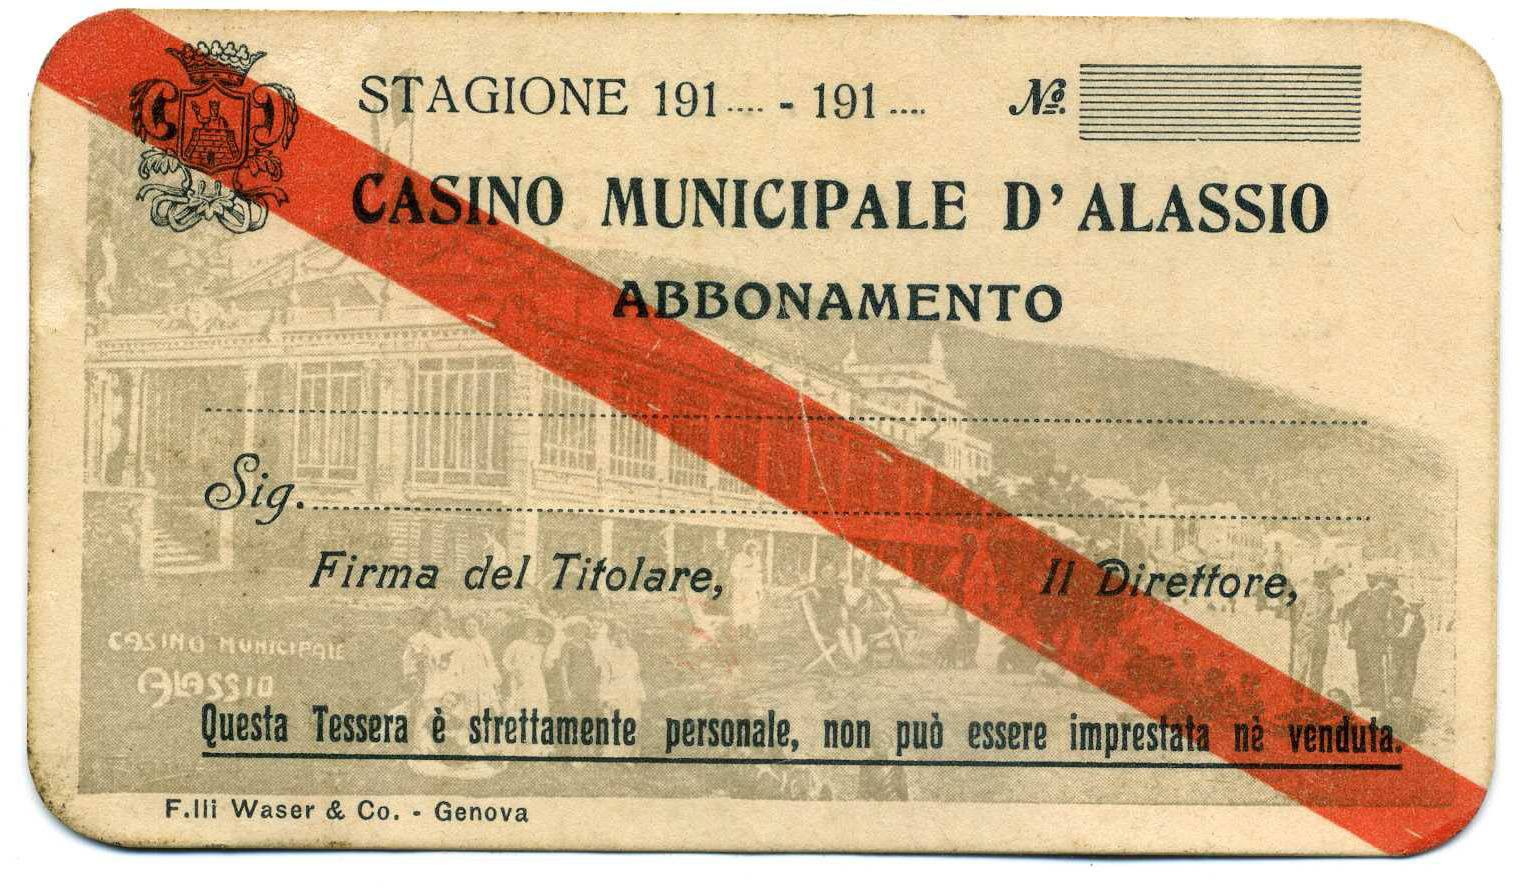 STAGIONE 191.... - 191.... Nº.
CASINO MUNICIPALE D'ALASSIO
ABBONAMENTO
Sig.
Firma del Titolare, Il Direttore,
CASINO MUNICIPALE
ALASSIO
Questa Tessera è strettamente personale, non può essere imprestata nè venduta.
F.lli Waser & Co. - Genova